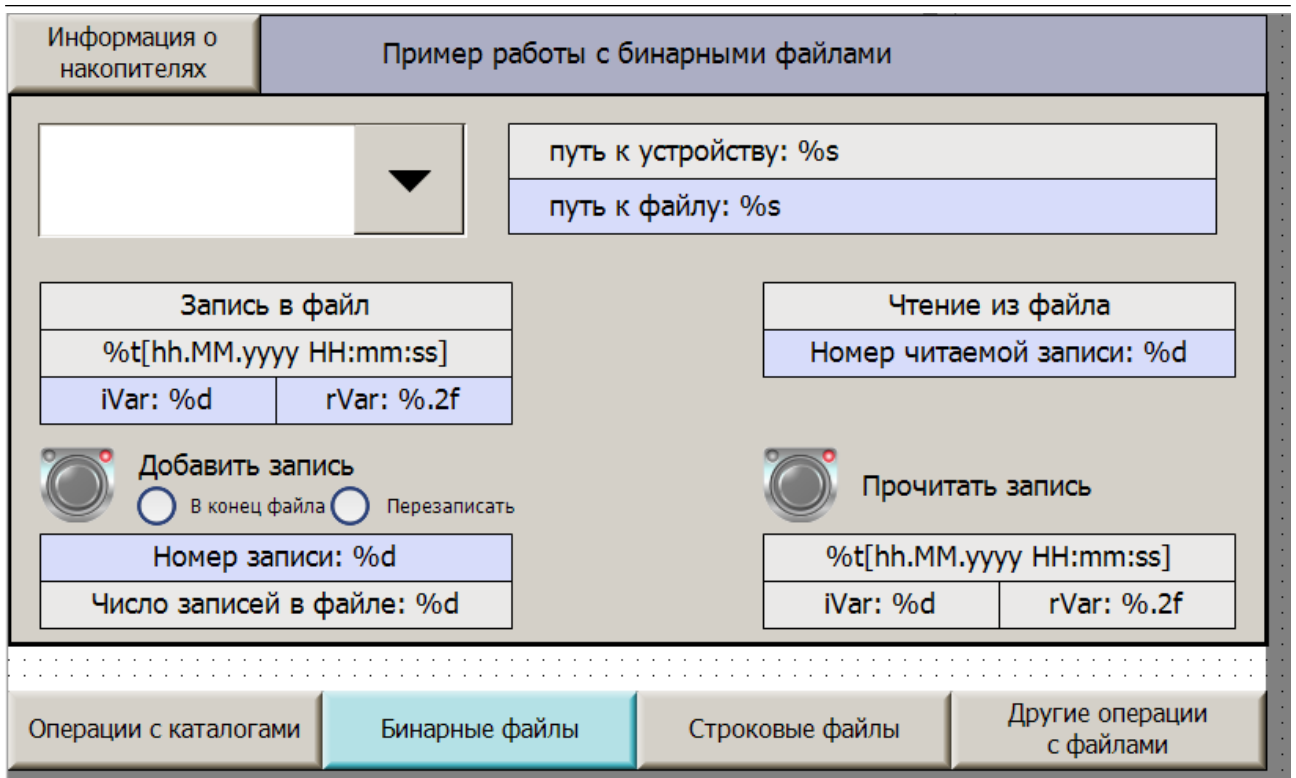 Информация о
накопителях
Пример работы с бинарными файлами
путь к устройству: %s
путь к файлу: %s
Запись в файл
%t[hh.MM.yyyy HH:mm:ss]
iVar: %d
rVar: %.2f
Добавить запись
В конец файла
Перезаписать
Номер записи: %d
Число записей в файле: %d
Чтение из файла
Номер читаемой записи: %d
Прочитать запись
%t[hh.MM.yyyy HH:mm:ss]
iVar: %d
rVar: %.2f
Операции с каталогами
Бинарные файлы
Строковые файлы
Другие операции
с файлами